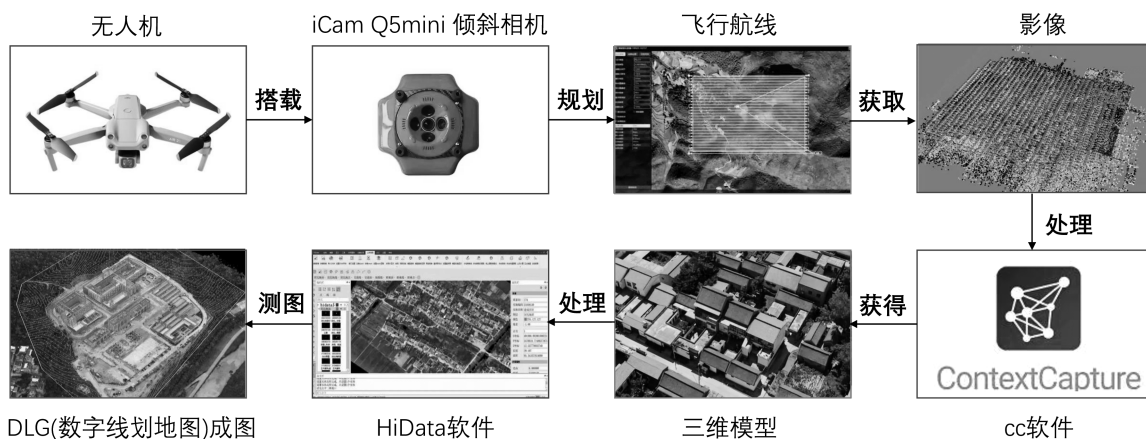 无人机
iCam Q5mini 倾斜相机
飞行航线
影像
搭载
规划
获取
处理
测图
处理
获得
ContextCapture
DLG(数字线划地图)成图
HiData软件
三维模型
cc软件